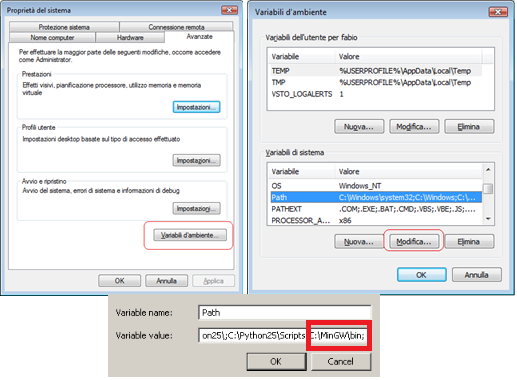 Proprietà del sistema
Protezione sistema
Connessione remota
Nome computer
Hardware
Avanzate
Per effettuare la maggior parte delle seguenti modifiche, occorre accedere
come Administrator.
Prestazioni
Effetti visivi, pianificazione processor, utilizzo memoria e memoria
virtuale
Impostazioni...
Profili utente
Impostazioni desktop basate sul tipo di accesso effettuato
Impostazioni...
Avvio e ripristino
Avvio del sistema, errori di sistema e informazioni di debug
Impostazioni...
Variabili d'ambiente...
OK
Annulla
Applica
Variabili d'ambiente
Variabili dell'utente per fabio
Variabile
Valore
TEMP
%USERPROFILE%\AppData\Local\Temp
TMP
%USERPROFILE%\AppData\Local\Temp
VSTO_LOGALERTS
1
Nuova...
Modifica...
Elimina
Variabili di sistema
Variabile
Valore
OS
Windows_NT
Path
C:\Windows\system32;C:\Windows;C:\...
PATHEXT
.COM;.EXE;.BAT;.CMD;.VBS;.VBE;.JS;....
PROCESSOR_A...
x86
Nuova...
Modifica...
Elimina
OK
Annulla
Variable name:
Path
Variable value:
on25\;C:\Python25\Scripts
C:\MinGW\bin;
OK
Cancel